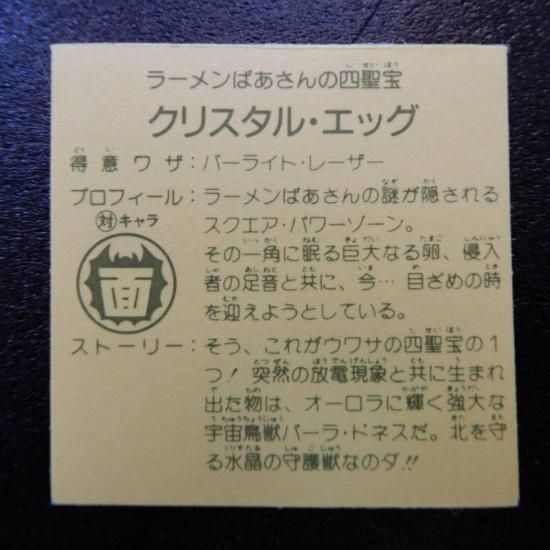 ラーメンばあさんの四聖宝
クリスタル・エッグ
得意ワザ:バーライト・レーザー
プロフィール:ラーメンばあさんの謎が隠される
スクエア・パワーゾーン。
対キャラ
その一角に眠る巨大なる卵、侵入
者の足音と共に、今…目ざめの時
を迎えようとしている。
ストーリー:そう、これがウワサの四聖宝の1
つ!突然の放電現象と共に生まれ
出た物は、オーロラに輝く強大な
宇宙鳥獣バーラ・ドネスだ。北を守
る水晶の守護獣なのダ!!